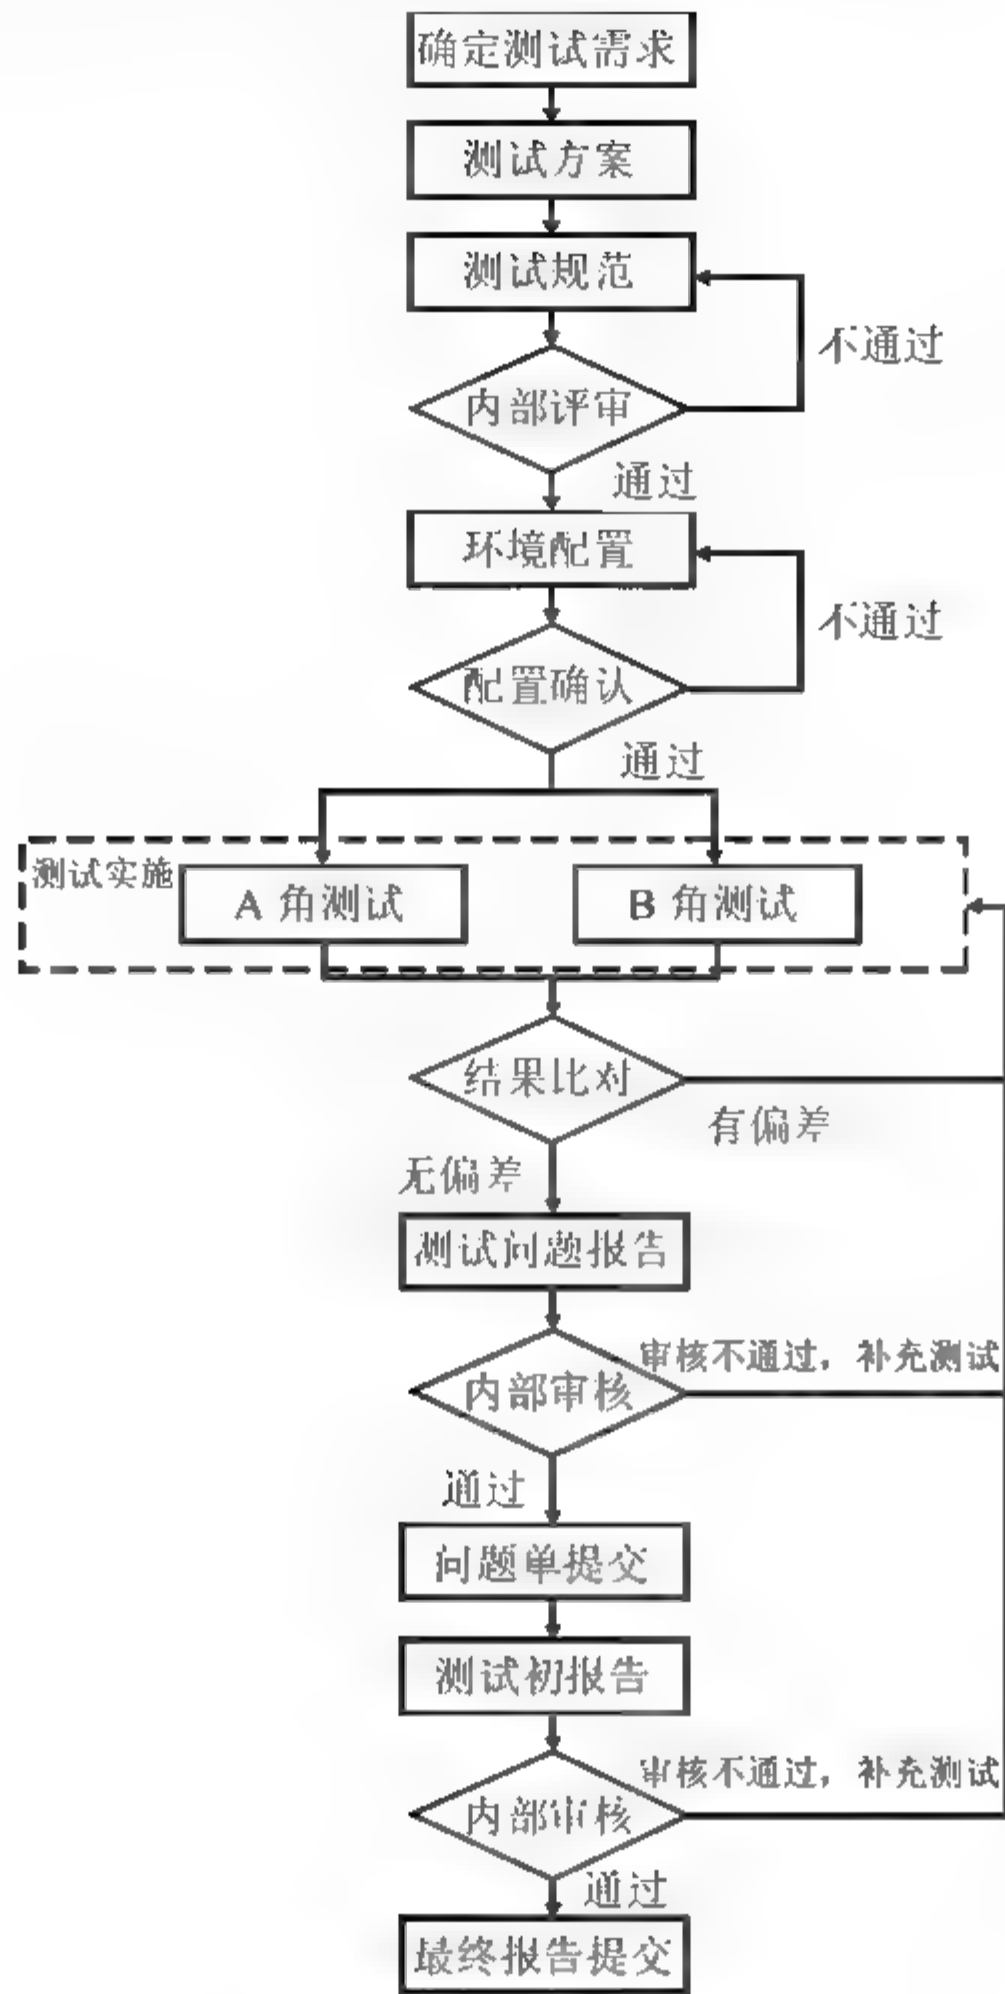 确定测试需求
测试方案
测试规范
不通过
内部评审
通过
环境配置
不通过
配置确认
通过
测试实施
A 角测试
B 角测试
结果比对
有偏差
无偏差
测试问题报告
审核不通过，补充测试
内部审核
通过
问题单提交
测试初报告
审核不通过，补充测试
内部审核
通过
最终报告提交